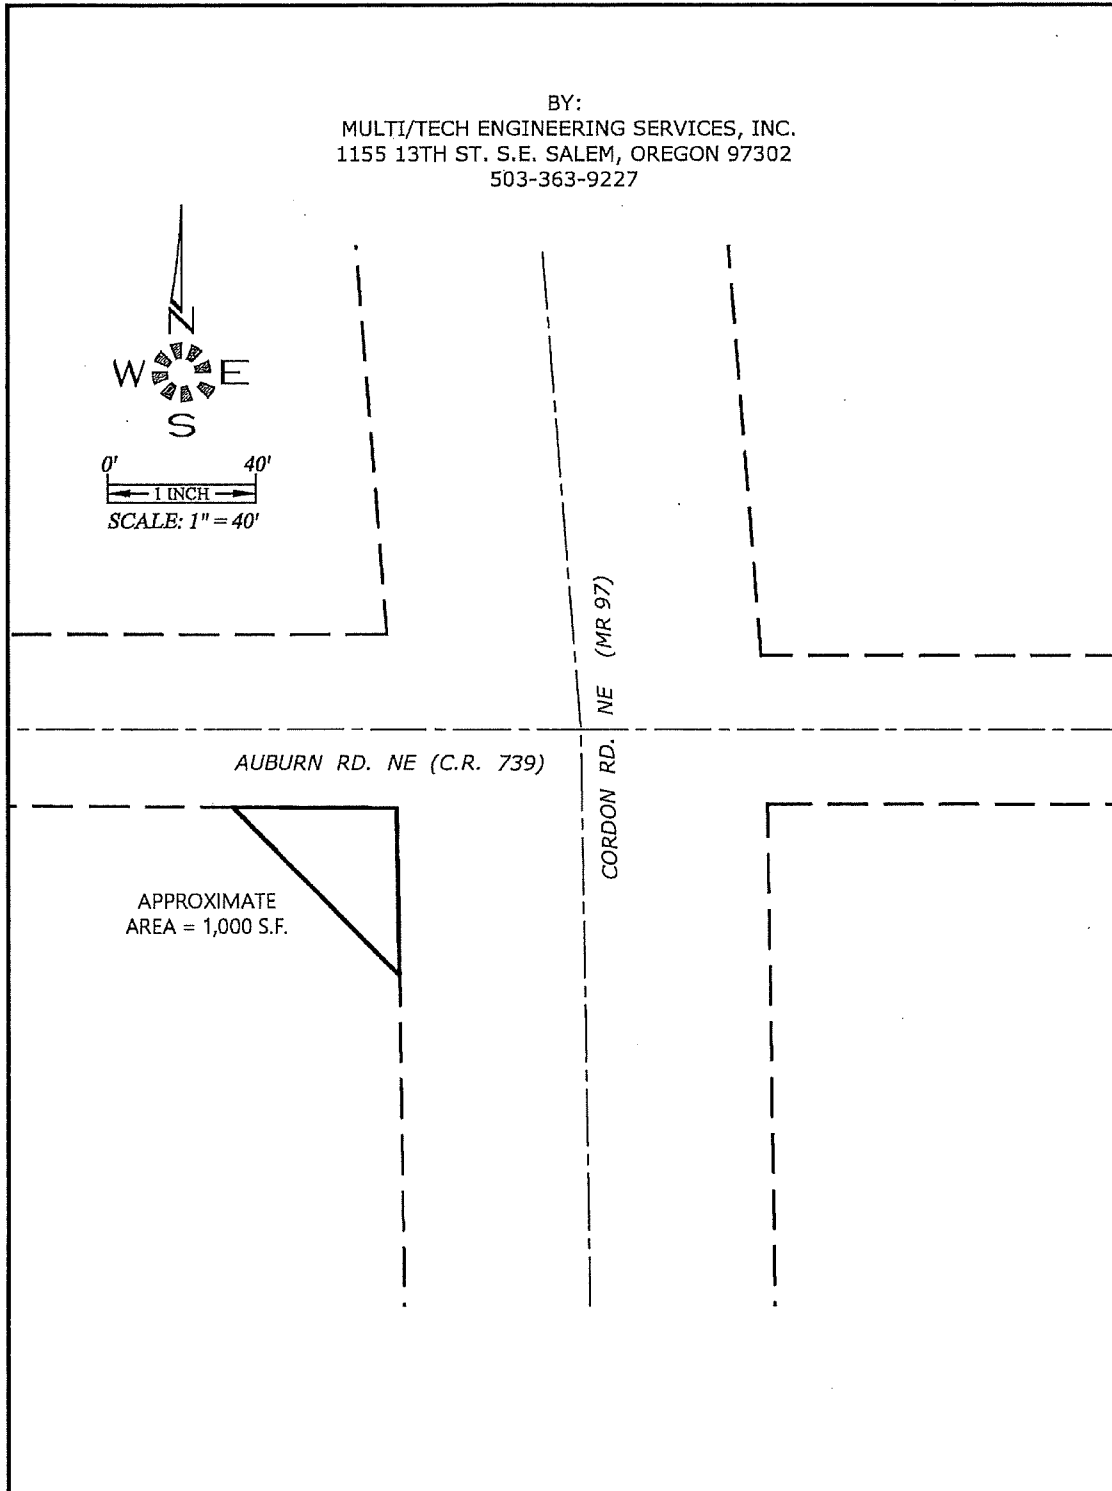 BY:
MULTI/TECH ENGINEERING SERVICES, INC.
1155 13TH ST. S.E. SALEM, OREGON 97302
503-363-9227
N
W E
S
0' 40'
1 INCH
SCALE: 1" = 40'
CORDON RD. NE (MR 97)
AUBURN RD. NE (C.R. 739)
APPROXIMATE
AREA = 1,000 S.F.